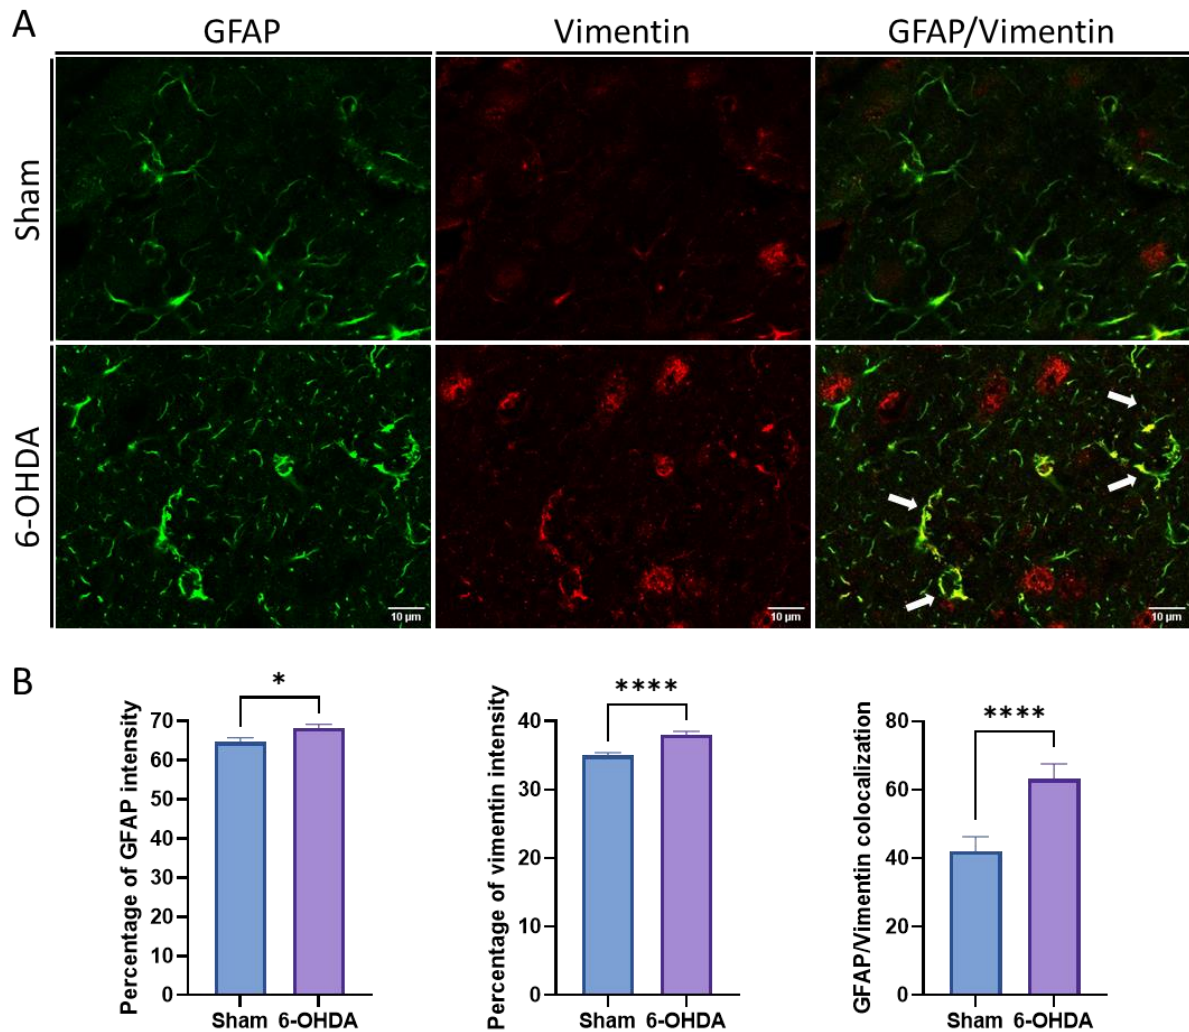 A
GFAP
Vimentin
GFAP/Vimentin
Sham
6-OHDA
10 µm
10 µm
10 µm
B
Percentage of GFAP intensity
70
60
50
40
30
20
10
0
*
Sham 6-OHDA
Percentage of vimentin intensity
40
30
20
10
0
****
Sham 6-OHDA
GFAP/Vimentin colocalization
80
60
40
20
0
****
Sham 6-OHDA